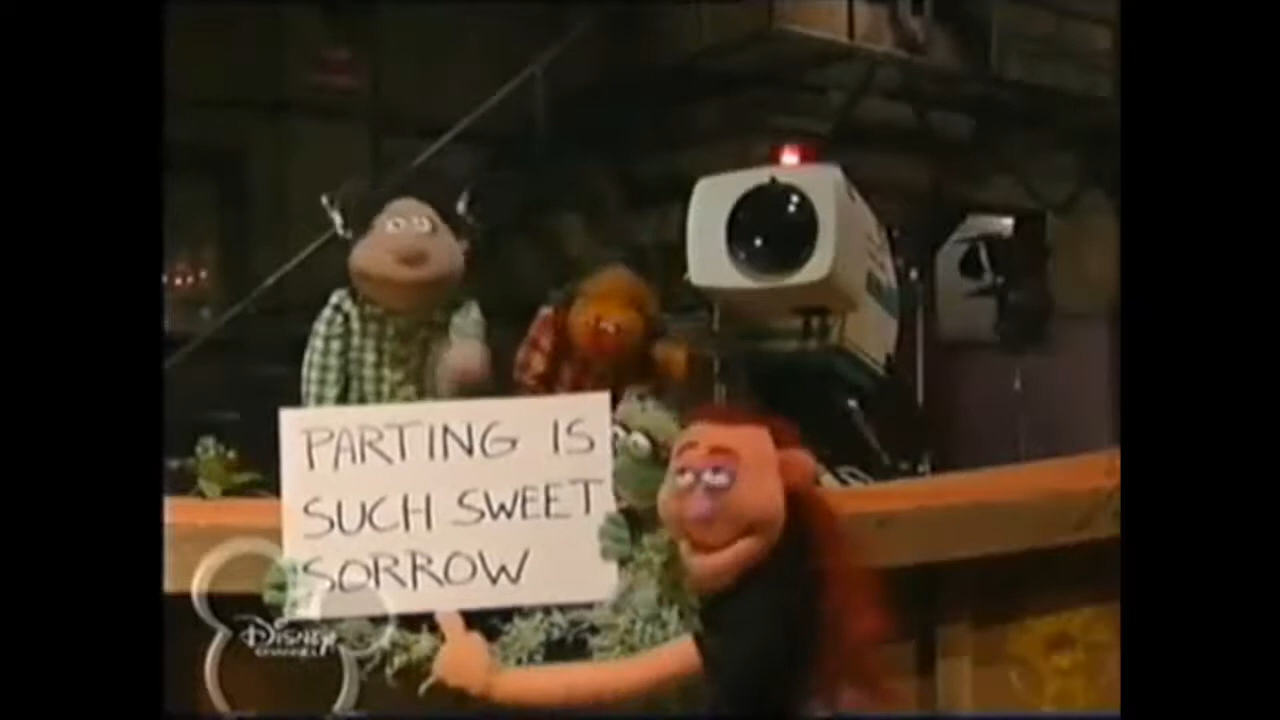 PARTING IS
SUCH SWEET
SORROW
DISNEY
CHANNEL